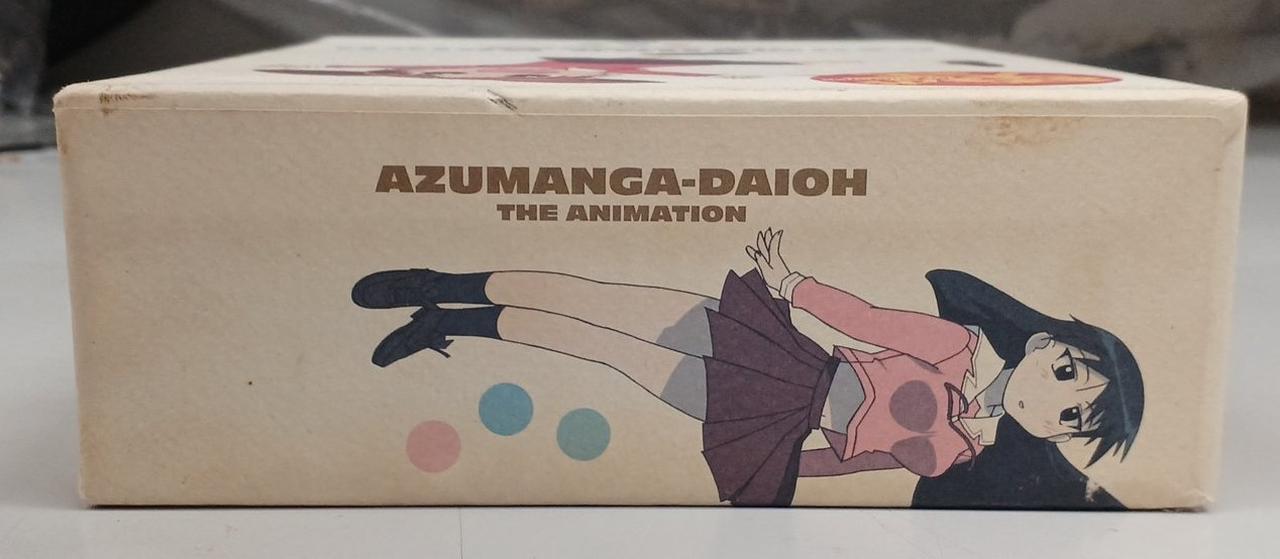 AZUMANGA-DAIOH
THE ANIMATION